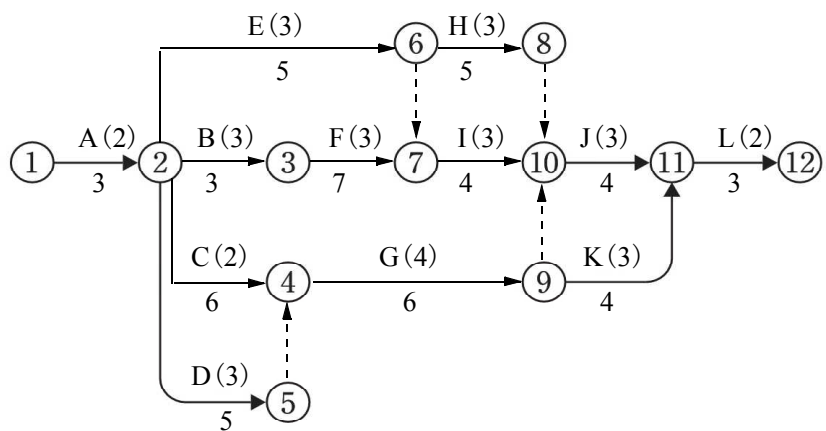 E(3) 6 H(3) 8
5 5
1 A(2) 2 B(3) 3 F(3) 7 I(3) 10 J(3) 11 L(2) 12
3 3 7 4 4 3
C(2) 4 G(4) 9 K(3)
6 6 4
D(3) 5
5